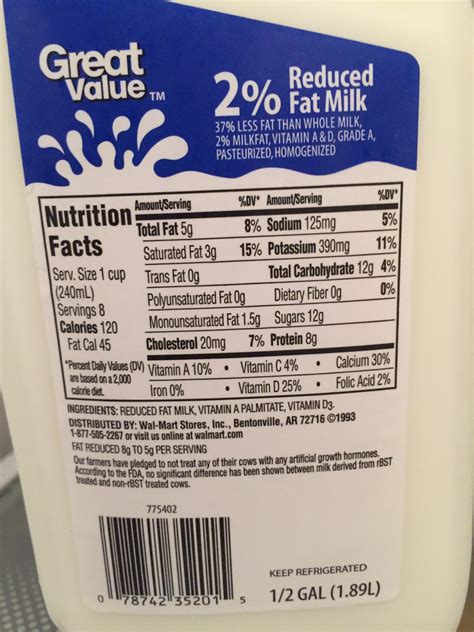 Great
Value TM
2% Reduced
Fat Milk
37% LESS FAT THAN WHOLE MILK,
2% MILKFAT, VITAMIN A & D, GRADE A,
PASTEURIZED, HOMOGENIZED
Nutrition
Facts
Serv. Size 1 cup
(240mL)
Servings 8
Calories 120
Fat Cal 45
*Percent Daily Values (DV)
are based on a 2,000
calorie diet.
Amount/Serving %DV* Amount/Serving %DV*
Total Fat 5g 8% Sodium 125mg 5%
Saturated Fat 3g 15% Potassium 390mg 11%
Trans Fat 0g Total Carbohydrate 12g 4%
Polyunsaturated Fat 0g Dietary Fiber 0g 0%
Monounsaturated Fat 1.5g Sugars 12g
Cholesterol 20mg 7% Protein 8g
Vitamin A 10% • Vitamin C 4% • Calcium 30%
Iron 0% • Vitamin D 25% • Folic Acid 2%
INGREDIENTS: REDUCED FAT MILK, VITAMIN A PALMITATE, VITAMIN D3.
DISTRIBUTED BY: Wal-Mart Stores, Inc., Bentonville, AR 72716 ©1993
1-877-505-2267 or visit us online at walmart.com
FAT REDUCED 8g TO 5g PER SERVING
Our farmers have pledged to not treat any of their cows with any artificial growth hormones.
According to the FDA, no significant difference has been shown between milk derived from rBST
treated and non-rBST treated cows.
775402
0 78742 35201 5
KEEP REFRIGERATED
1/2 GAL (1.89L)